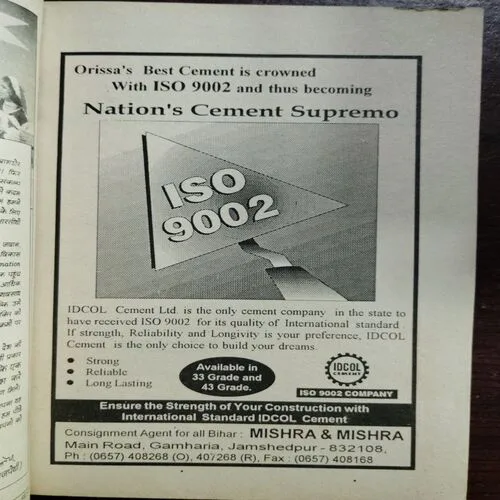 Orissa's Best Cement is crowned
With ISO 9002 and thus becoming
Nation's Cement Supremo
ISO
9002
IDCOL Cement Ltd. is the only cement company in the state to
have received ISO 9002 for its quality of International standard.
If strength, Reliability and Longivity is your preference, IDCOL
Cement is the only choice to build your dreams.
• Strong
• Reliable
• Long Lasting
Available in
33 Grade and
43 Grade.
IDCOL
CEMENT
ISO 9002 COMPANY
Ensure the Strength of Your Construction with
International Standard IDCOL Cement
Consignment Agent for all Bihar : MISHRA & MISHRA
Main Road, Gamharia, Jamshedpur - 832108,
Ph : (0657) 408268 (O), 407268 (R), Fax : (0657) 408168